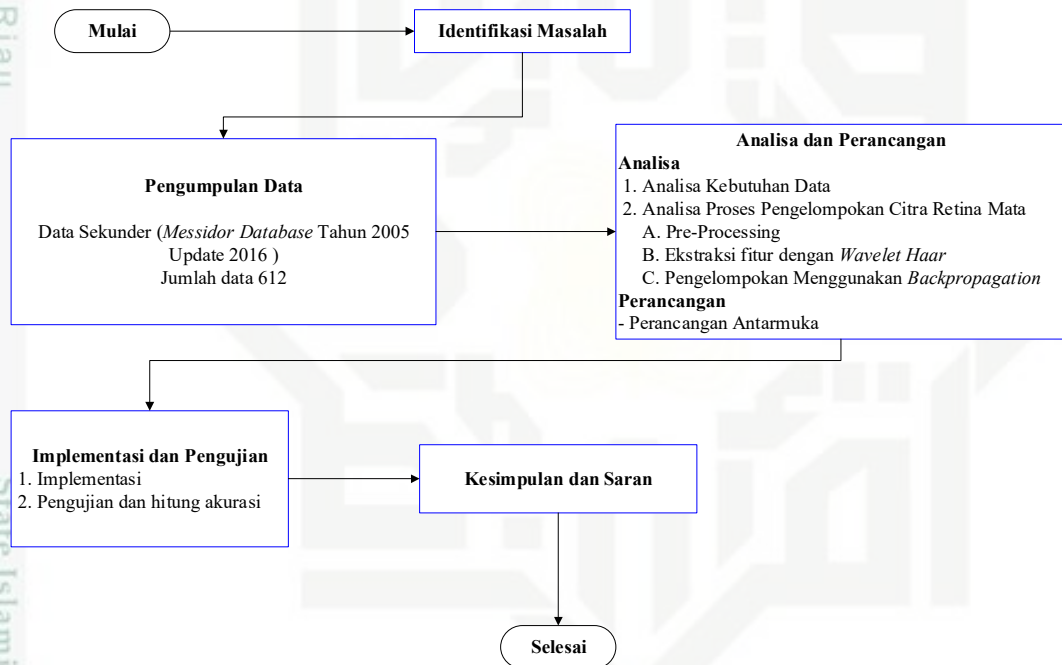 Riau
Mulai
Identifikasi Masalah
Pengumpulan Data
Data Sekunder (Messidor Database Tahun 2005
Update 2016 )
Jumlah data 612
Analisa dan Perancangan
Analisa
1. Analisa Kebutuhan Data
2. Analisa Proses Pengelompokan Citra Retina Mata
A. Pre-Processing
B. Ekstraksi fitur dengan Wavelet Haar
C. Pengelompokan Menggunakan Backpropagation
Perancangan
- Perancangan Antarmuka
Implementasi dan Pengujian
1. Implementasi
2. Pengujian dan hitung akurasi
Kesimpulan dan Saran
Selesai
State Islami